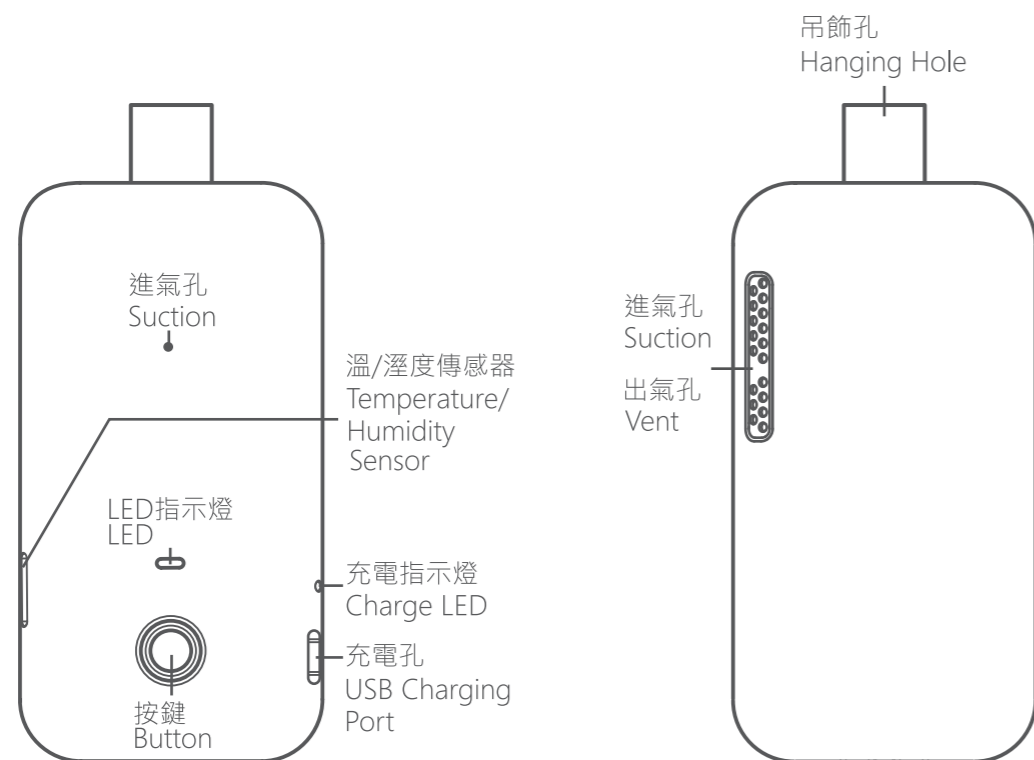 吊飾孔
Hanging Hole
進氣孔
Suction
溫/溼度傳感器
Temperature/
Humidity
Sensor
LED指示燈
LED
充電指示燈
Charge LED
充電孔
USB Charging
Port
按鍵
Button
進氣孔
Suction
出氣孔
Vent